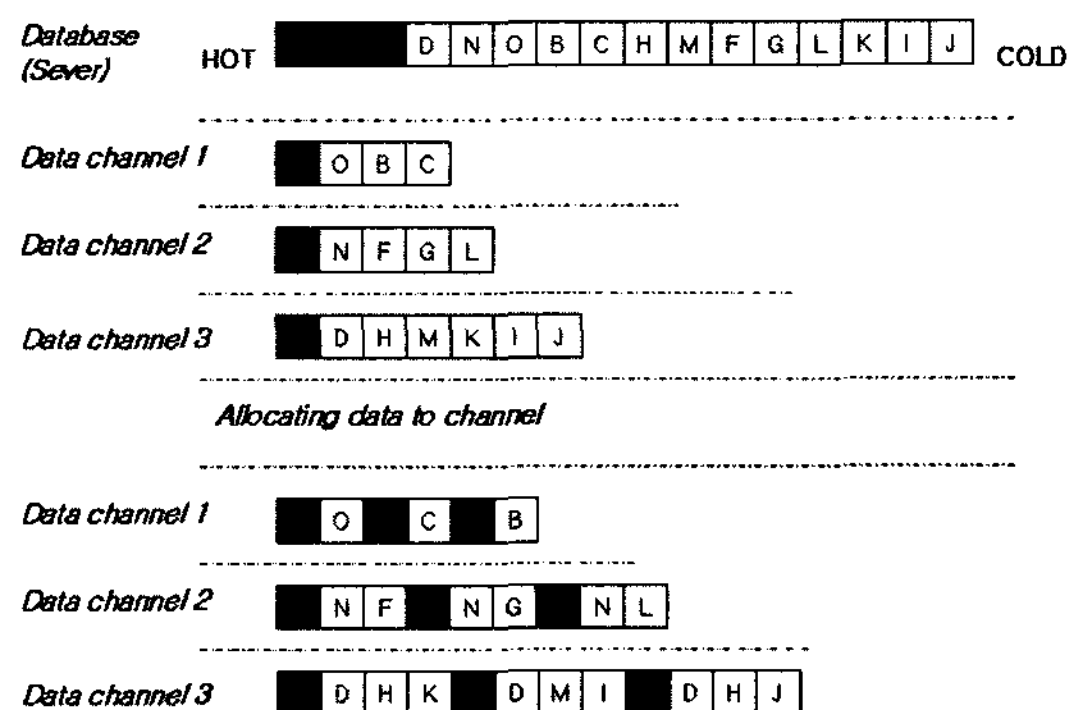 Database
(Sever)
HOT D N O B C H M F G L K I J COLD
Data channel 1
O B C
Data channel 2
N F G L
Data channel 3
D H M K I J
Allocating data to channel
Data channel 1
O C B
Data channel 2
N F N G N L
Data channel 3
D H K D M I D H J